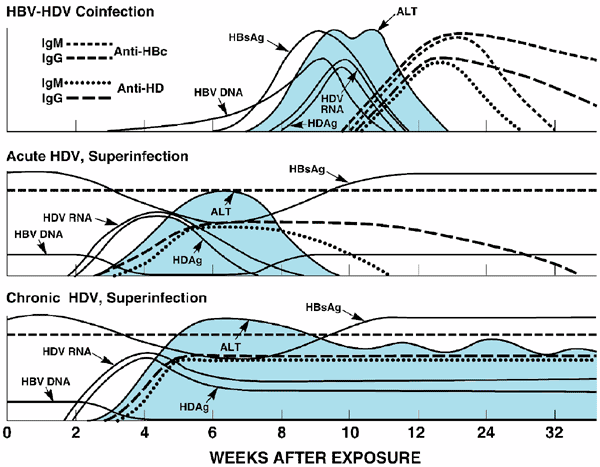 HBV-HDV Coinfection
ALT
IgM
IgG
Anti-HBc
HBsAg
IgM
IgG
Anti-HD
HBV DNA
HDV
RNA
HDAg
Acute HDV, Superinfection
HBsAg
ALT
HDV RNA
HBV DNA
HDAg
Chronic HDV, Superinfection
HBsAg
ALT
HDV RNA
HBV DNA
HDAg
0 2 4 6 8 10 12 24 32
WEEKS AFTER EXPOSURE